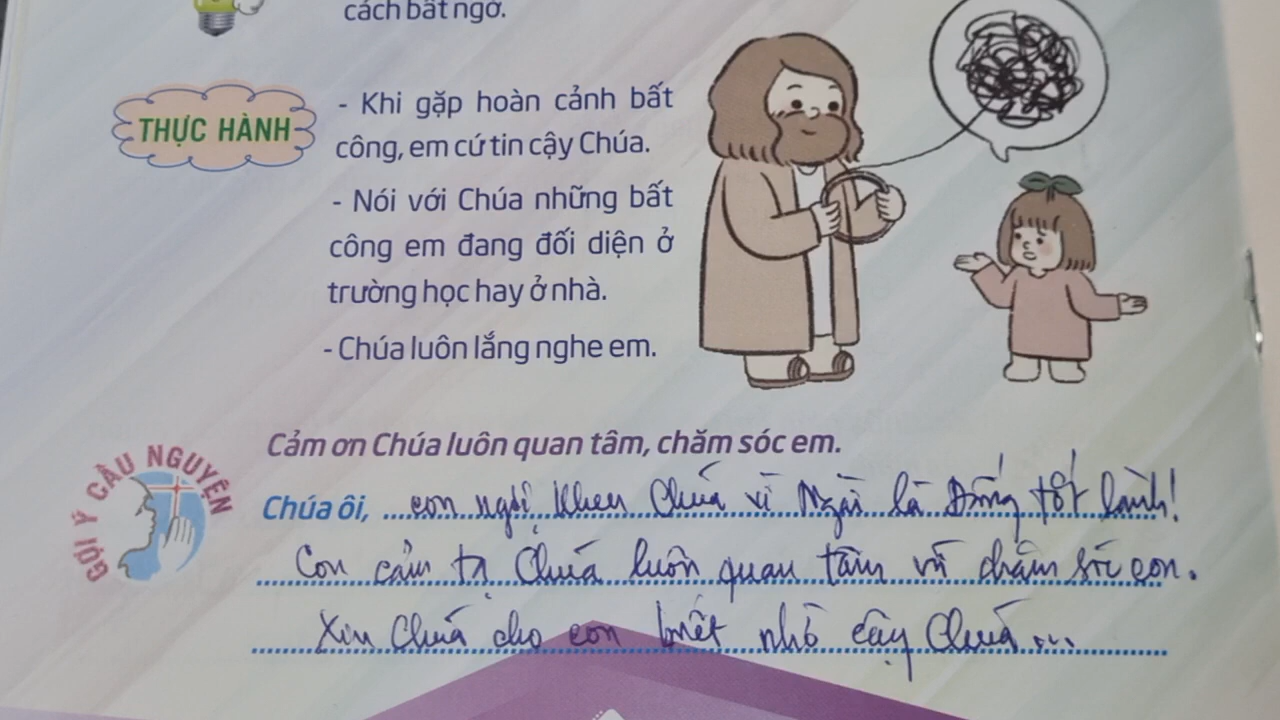 cách bất ngờ.
THỰC HÀNH
- Khi gặp hoàn cảnh bất
công, em cứ tin cậy Chúa.
- Nói với Chúa những bất
công em đang đối diện ở
trường học hay ở nhà.
- Chúa luôn lắng nghe em.
GỢI Ý CẦU NGUYỆN
Cảm ơn Chúa luôn quan tâm, chăm sóc em.
Chúa ôi, con ngợi khen Chúa vì Ngài là Đấng tốt lành!
Con cảm tạ Chúa luôn quan tâm và chăm sóc con.
Xin Chúa cho con biết nhờ cậy Chúa...